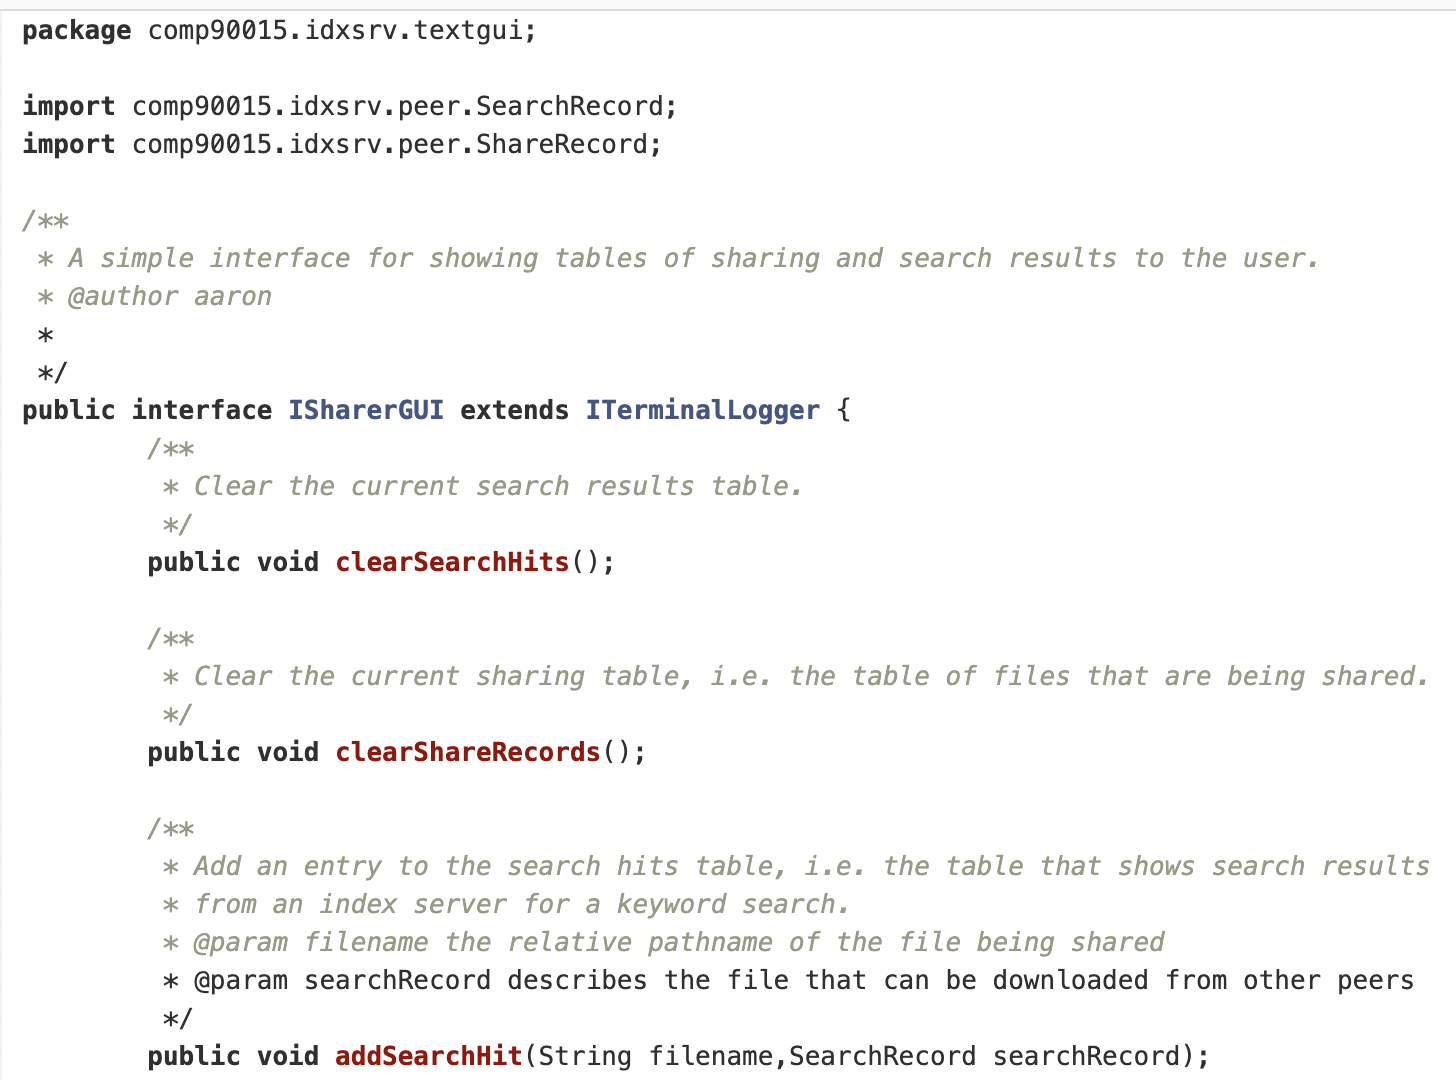 package comp90015.idxsrv.textgui;
import comp90015.idxsrv.peer.SearchRecord;
import comp90015.idxsrv.peer.ShareRecord;
/**
 * A simple interface for showing tables of sharing and search results to the user.
 * @author aaron
 *
 */
public interface ISharerGUI extends ITerminalLogger {
        /**
         * Clear the current search results table.
         */
        public void clearSearchHits();
        /**
         * Clear the current sharing table, i.e. the table of files that are being shared.
         */
        public void clearShareRecords();
        /**
         * Add an entry to the search hits table, i.e. the table that shows search results
         * from an index server for a keyword search.
         * @param filename the relative pathname of the file being shared
         * @param searchRecord describes the file that can be downloaded from other peers
         */
        public void addSearchHit(String filename,SearchRecord searchRecord);